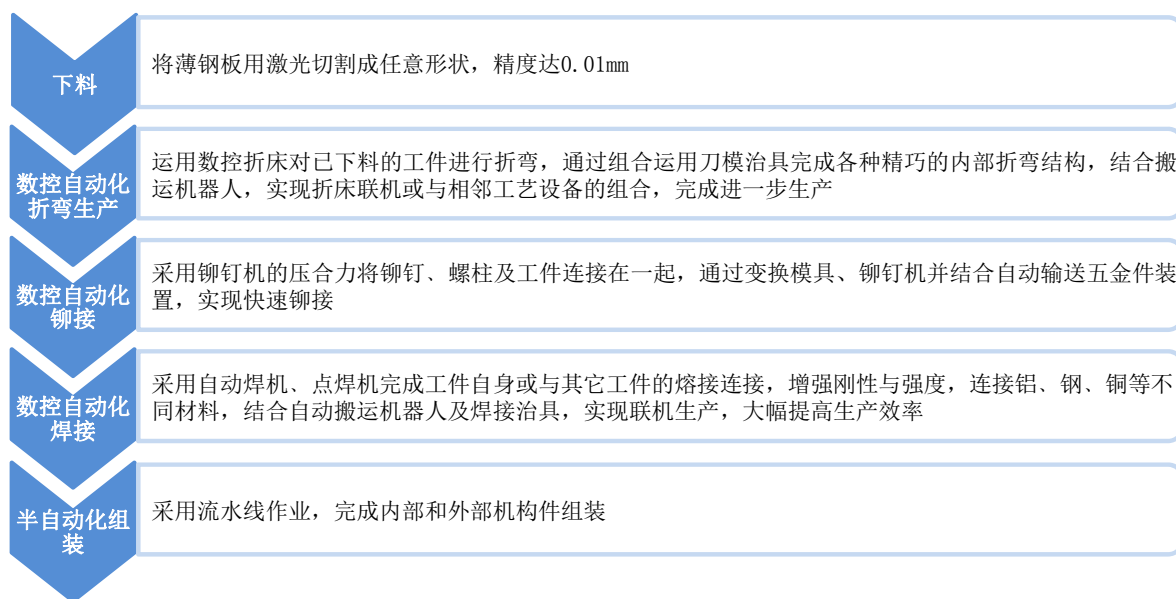 下料
将薄钢板用激光切割成任意形状，精度达0.01mm
数控自动化
折弯生产
运用数控折床对已下料的工件进行折弯，通过组合运用刀模治具完成各种精巧的内部折弯结构，结合搬
运机器人，实现折床联机或与相邻工艺设备的组合，完成进一步生产
数控自动化
铆接
采用铆钉机的压合力将铆钉、螺柱及工件连接在一起，通过变换模具、铆钉机并结合自动输送五金件装
置，实现快速铆接
数控自动化
焊接
采用自动焊机、点焊机完成工件自身或与其它工件的熔接连接，增强刚性与强度，连接铝、钢、铜等不
同材料，结合自动搬运机器人及焊接治具，实现联机生产，大幅提高生产效率
半自动化组
装
采用流水线作业，完成内部和外部机构件组装